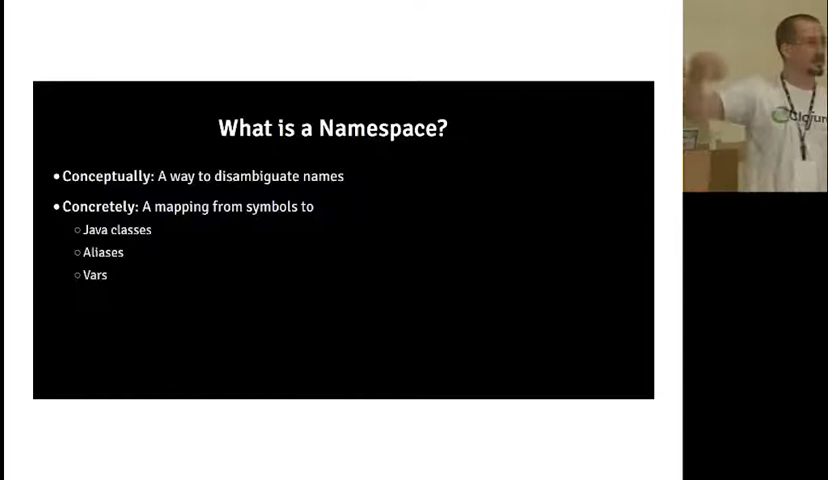 What is a Namespace?
• Conceptually: A way to disambiguate names
• Concretely: A mapping from symbols to
○ Java classes
○ Aliases
○ Vars